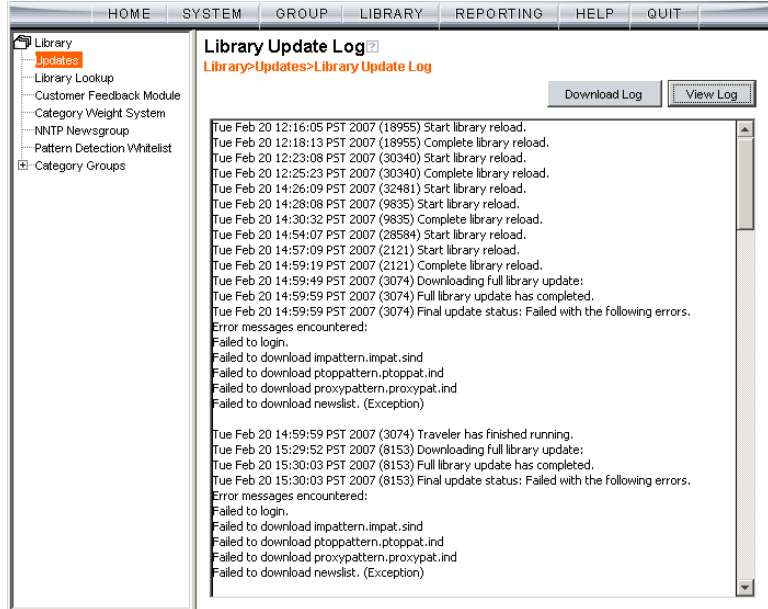 HOME SYSTEM GROUP LIBRARY REPORTING HELP QUIT
Library
Updates
Library Lookup
Customer Feedback Module
Category Weight System
NNTP Newsgroup
Pattern Detection Whitelist
Category Groups
Library Update Log
Library>Updates>Library Update Log
Download Log View Log
Tue Feb 20 12:16:05 PST 2007 (18955) Start library reload.
Tue Feb 20 12:18:13 PST 2007 (18955) Complete library reload.
Tue Feb 20 12:23:08 PST 2007 (30340) Start library reload.
Tue Feb 20 12:25:23 PST 2007 (30340) Complete library reload.
Tue Feb 20 14:26:09 PST 2007 (32481) Start library reload.
Tue Feb 20 14:28:08 PST 2007 (9835) Start library reload.
Tue Feb 20 14:30:32 PST 2007 (9835) Complete library reload.
Tue Feb 20 14:54:07 PST 2007 (28584) Start library reload.
Tue Feb 20 14:57:09 PST 2007 (2121) Start library reload.
Tue Feb 20 14:59:19 PST 2007 (2121) Complete library reload.
Tue Feb 20 14:59:49 PST 2007 (3074) Downloading full library update:
Tue Feb 20 14:59:59 PST 2007 (3074) Full library update has completed.
Tue Feb 20 14:59:59 PST 2007 (3074) Final update status: Failed with the following errors.
Error messages encountered:
Failed to login.
Failed to download impattern.impat.sind
Failed to download ptoppattern.ptoppat.ind
Failed to download proxypattern.proxypat.ind
Failed to download newslist. (Exception)
Tue Feb 20 14:59:59 PST 2007 (3074) Traveler has finished running.
Tue Feb 20 15:29:52 PST 2007 (8153) Downloading full library update:
Tue Feb 20 15:30:03 PST 2007 (8153) Full library update has completed.
Tue Feb 20 15:30:03 PST 2007 (8153) Final update status: Failed with the following errors.
Error messages encountered:
Failed to login.
Failed to download impattern.impat.sind
Failed to download ptoppattern.ptoppat.ind
Failed to download proxypattern.proxypat.ind
Failed to download newslist. (Exception)